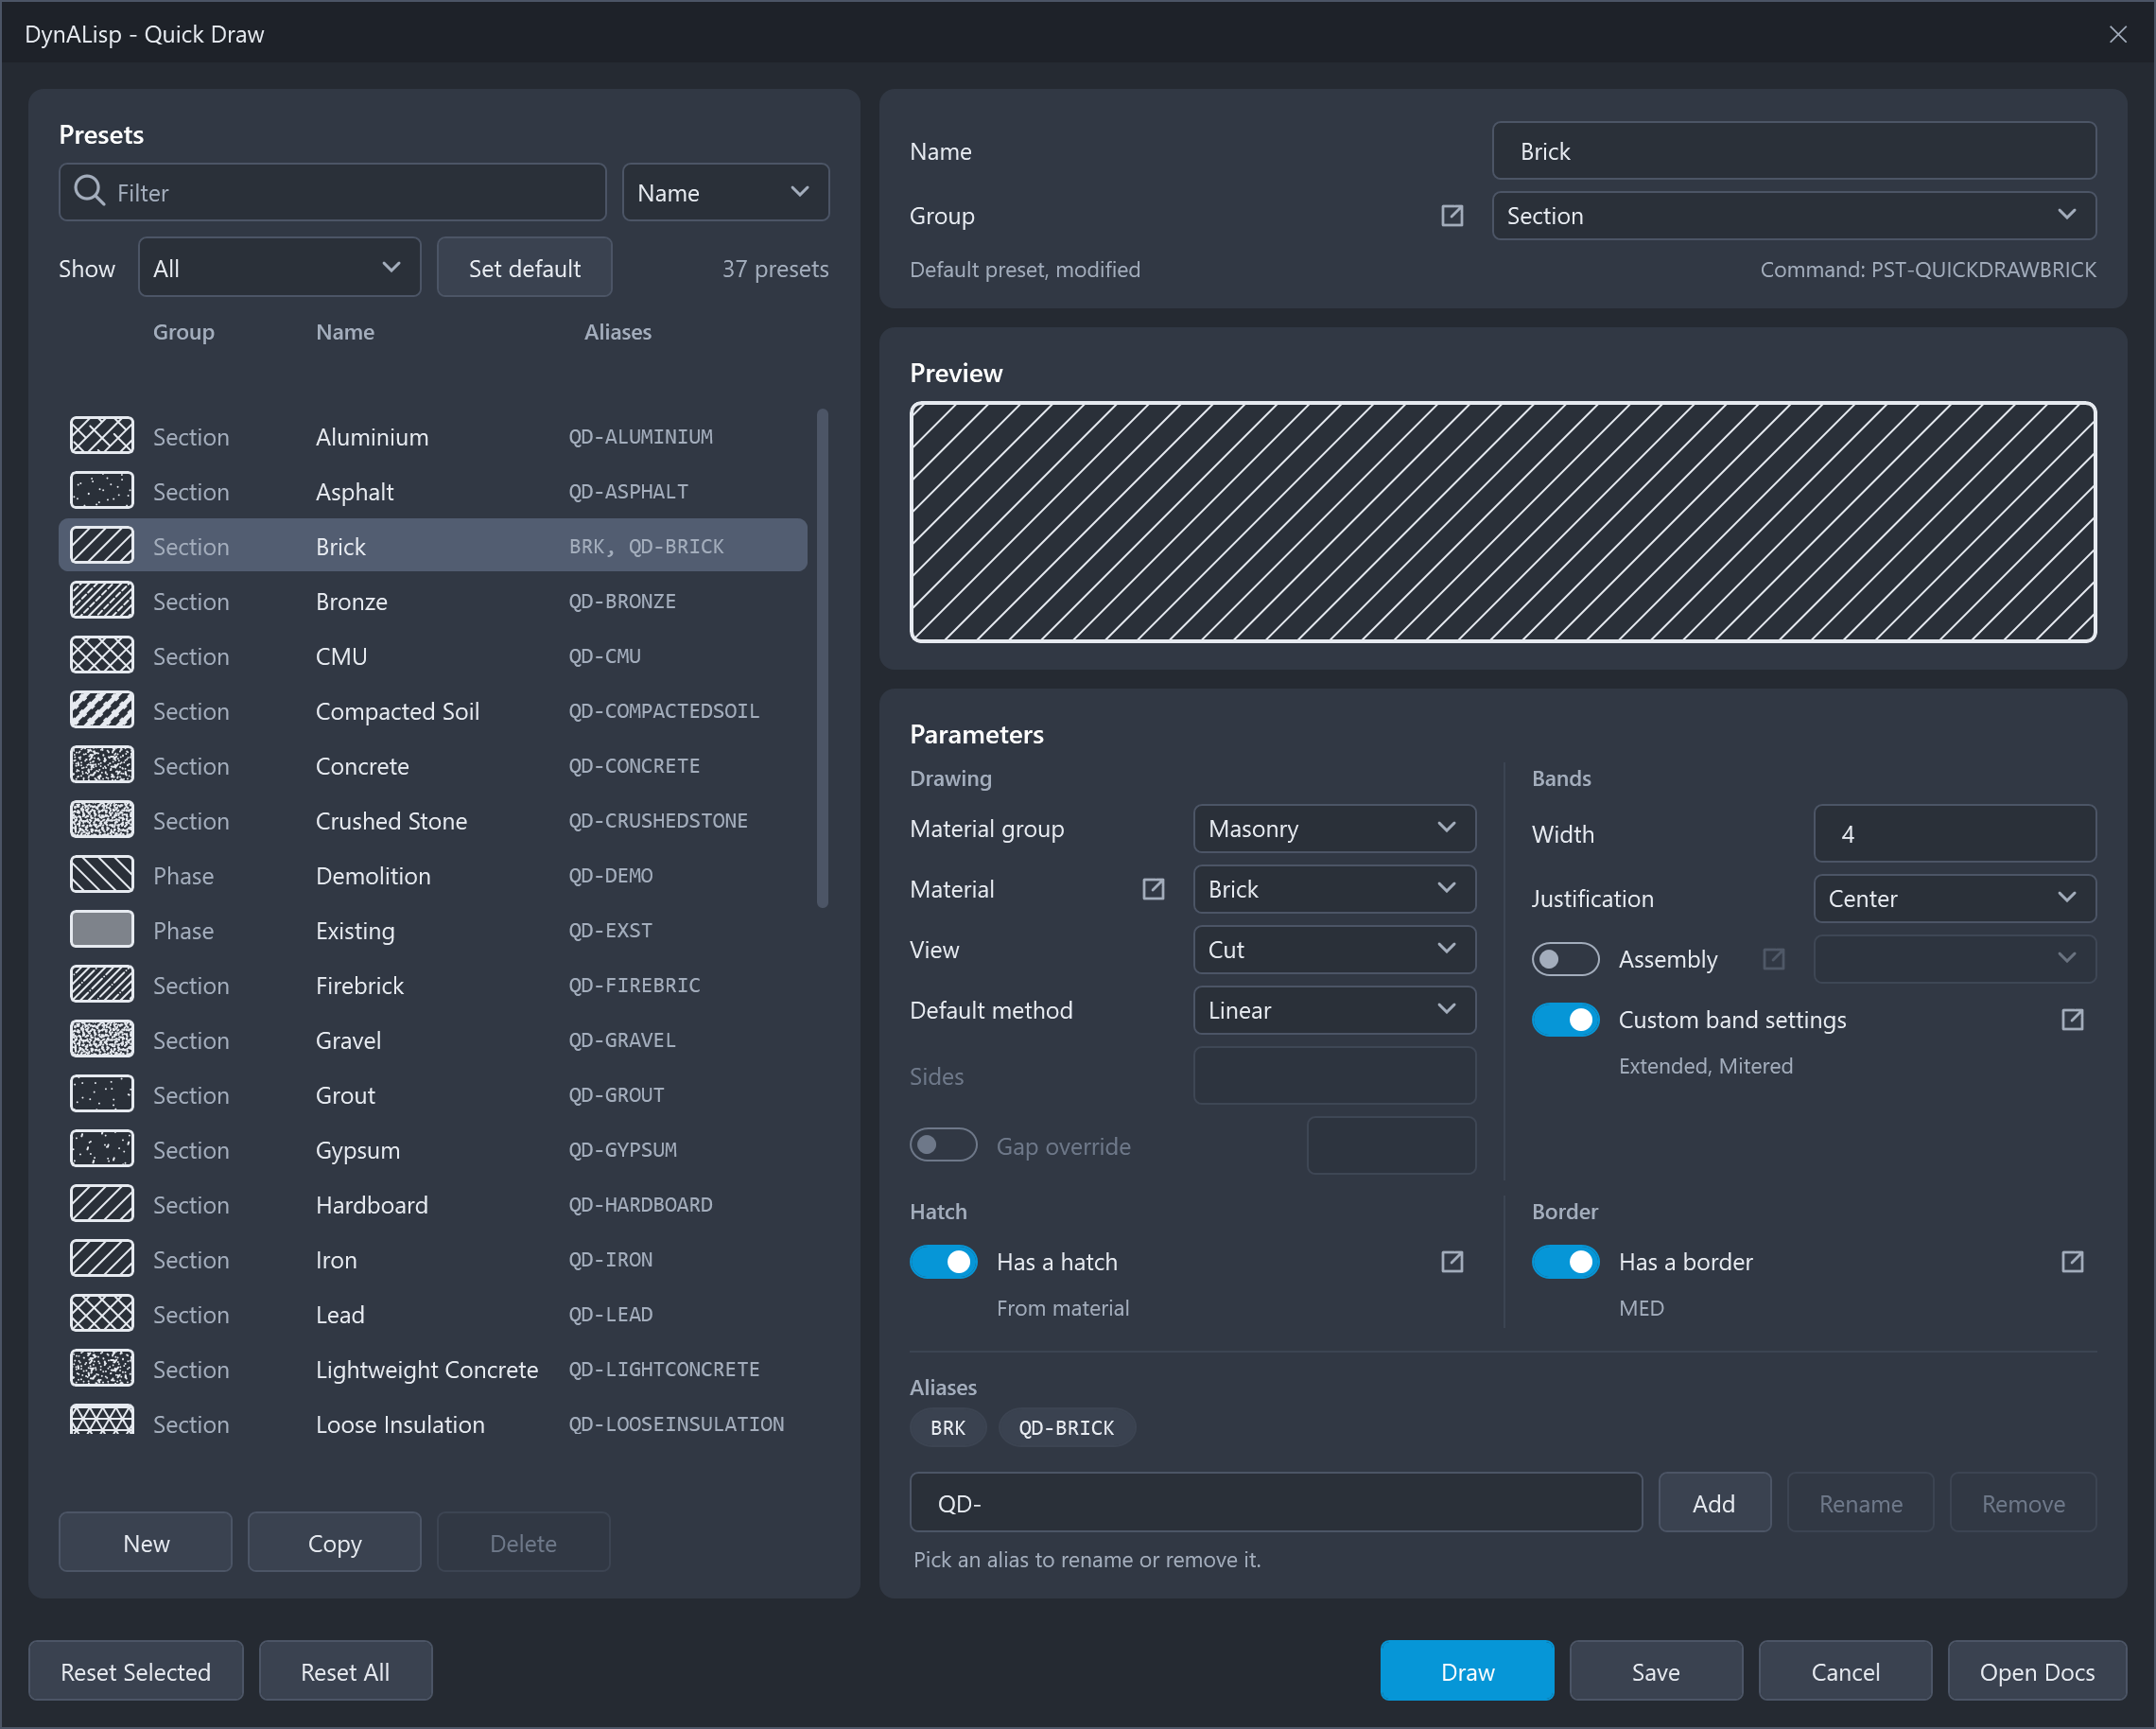 DynALisp - Quick Draw
Presets
Filter
Name
Show
All
Set default
37 presets
Group Name Aliases
Section Aluminium QD-ALUMINIUM
Section Asphalt QD-ASPHALT
Section Brick BRK, QD-BRICK
Section Bronze QD-BRONZE
Section CMU QD-CMU
Section Compacted Soil QD-COMPACTEDSOIL
Section Concrete QD-CONCRETE
Section Crushed Stone QD-CRUSHEDSTONE
Phase Demolition QD-DEMO
Phase Existing QD-EXST
Section Firebrick QD-FIREBRIC
Section Gravel QD-GRAVEL
Section Grout QD-GROUT
Section Gypsum QD-GYPSUM
Section Hardboard QD-HARDBOARD
Section Iron QD-IRON
Section Lead QD-LEAD
Section Lightweight Concrete QD-LIGHTCONCRETE
Section Loose Insulation QD-LOOSEINSULATION
New
Copy
Delete
Name
Brick
Group
Section
Default preset, modified
Command: PST-QUICKDRAWBRICK
Preview
Parameters
Drawing
Material group
Masonry
Material
Brick
View
Cut
Default method
Linear
Sides
Gap override
Bands
Width
4
Justification
Center
Assembly
Custom band settings
Extended, Mitered
Hatch
Has a hatch
From material
Border
Has a border
MED
Aliases
BRK
QD-BRICK
QD-
Add
Rename
Remove
Pick an alias to rename or remove it.
Reset Selected
Reset All
Draw
Save
Cancel
Open Docs